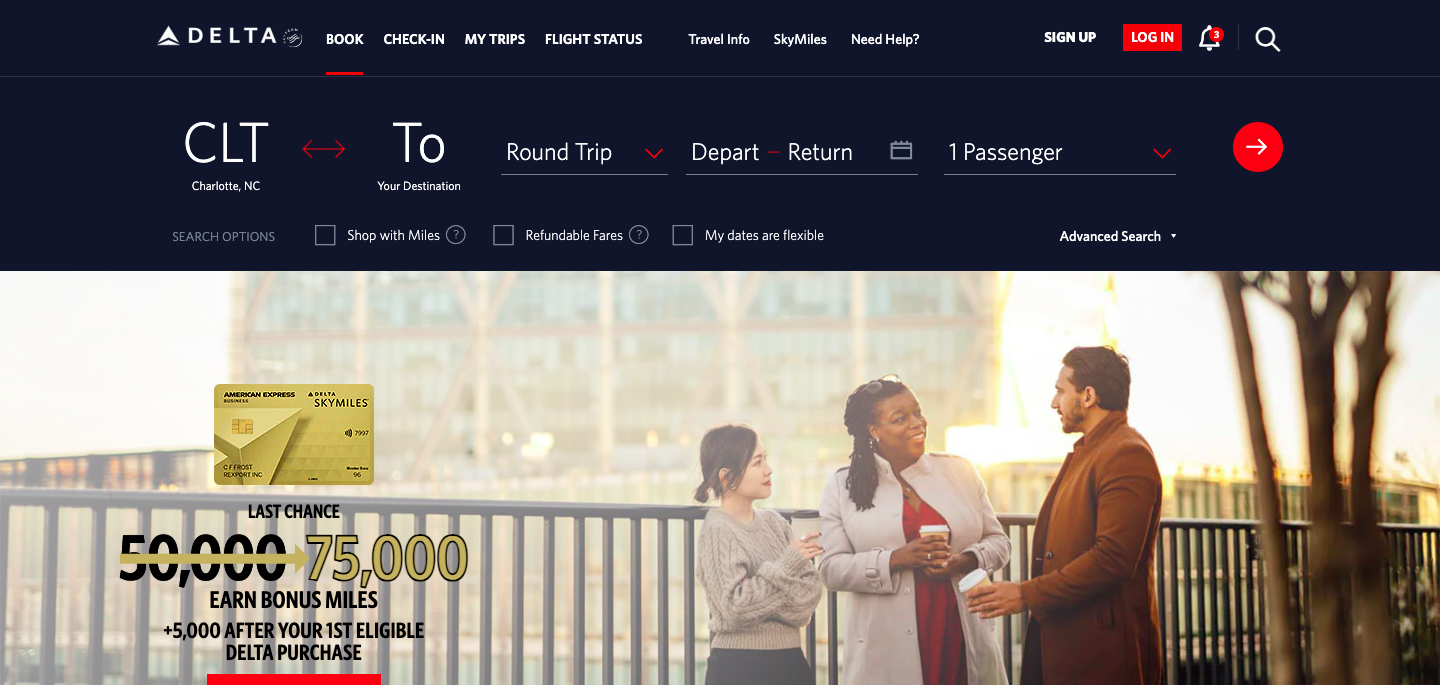 DELTA
BOOK CHECK-IN MY TRIPS FLIGHT STATUS Travel Info SkyMiles Need Help? SIGN UP LOG IN 3
CLT To
Round Trip Depart – Return 1 Passenger
Charlotte, NC Your Destination
SEARCH OPTIONS Shop with Miles ? Refundable Fares ? My dates are flexible Advanced Search
AMERICAN EXPRESS DELTA
BUSINESS SKYMILES
7997
C F FROST
REXPORT INC 96
LAST CHANCE
50,000 75,000
EARN BONUS MILES
+5,000 AFTER YOUR 1ST ELIGIBLE
DELTA PURCHASE